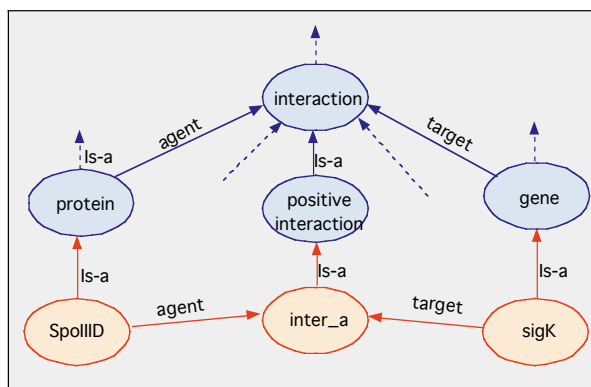 interaction
agent
target
Is-a
Is-a
protein
positive
interaction
gene
Is-a
Is-a
Is-a
SpoIIID
agent
inter_a
target
sigK